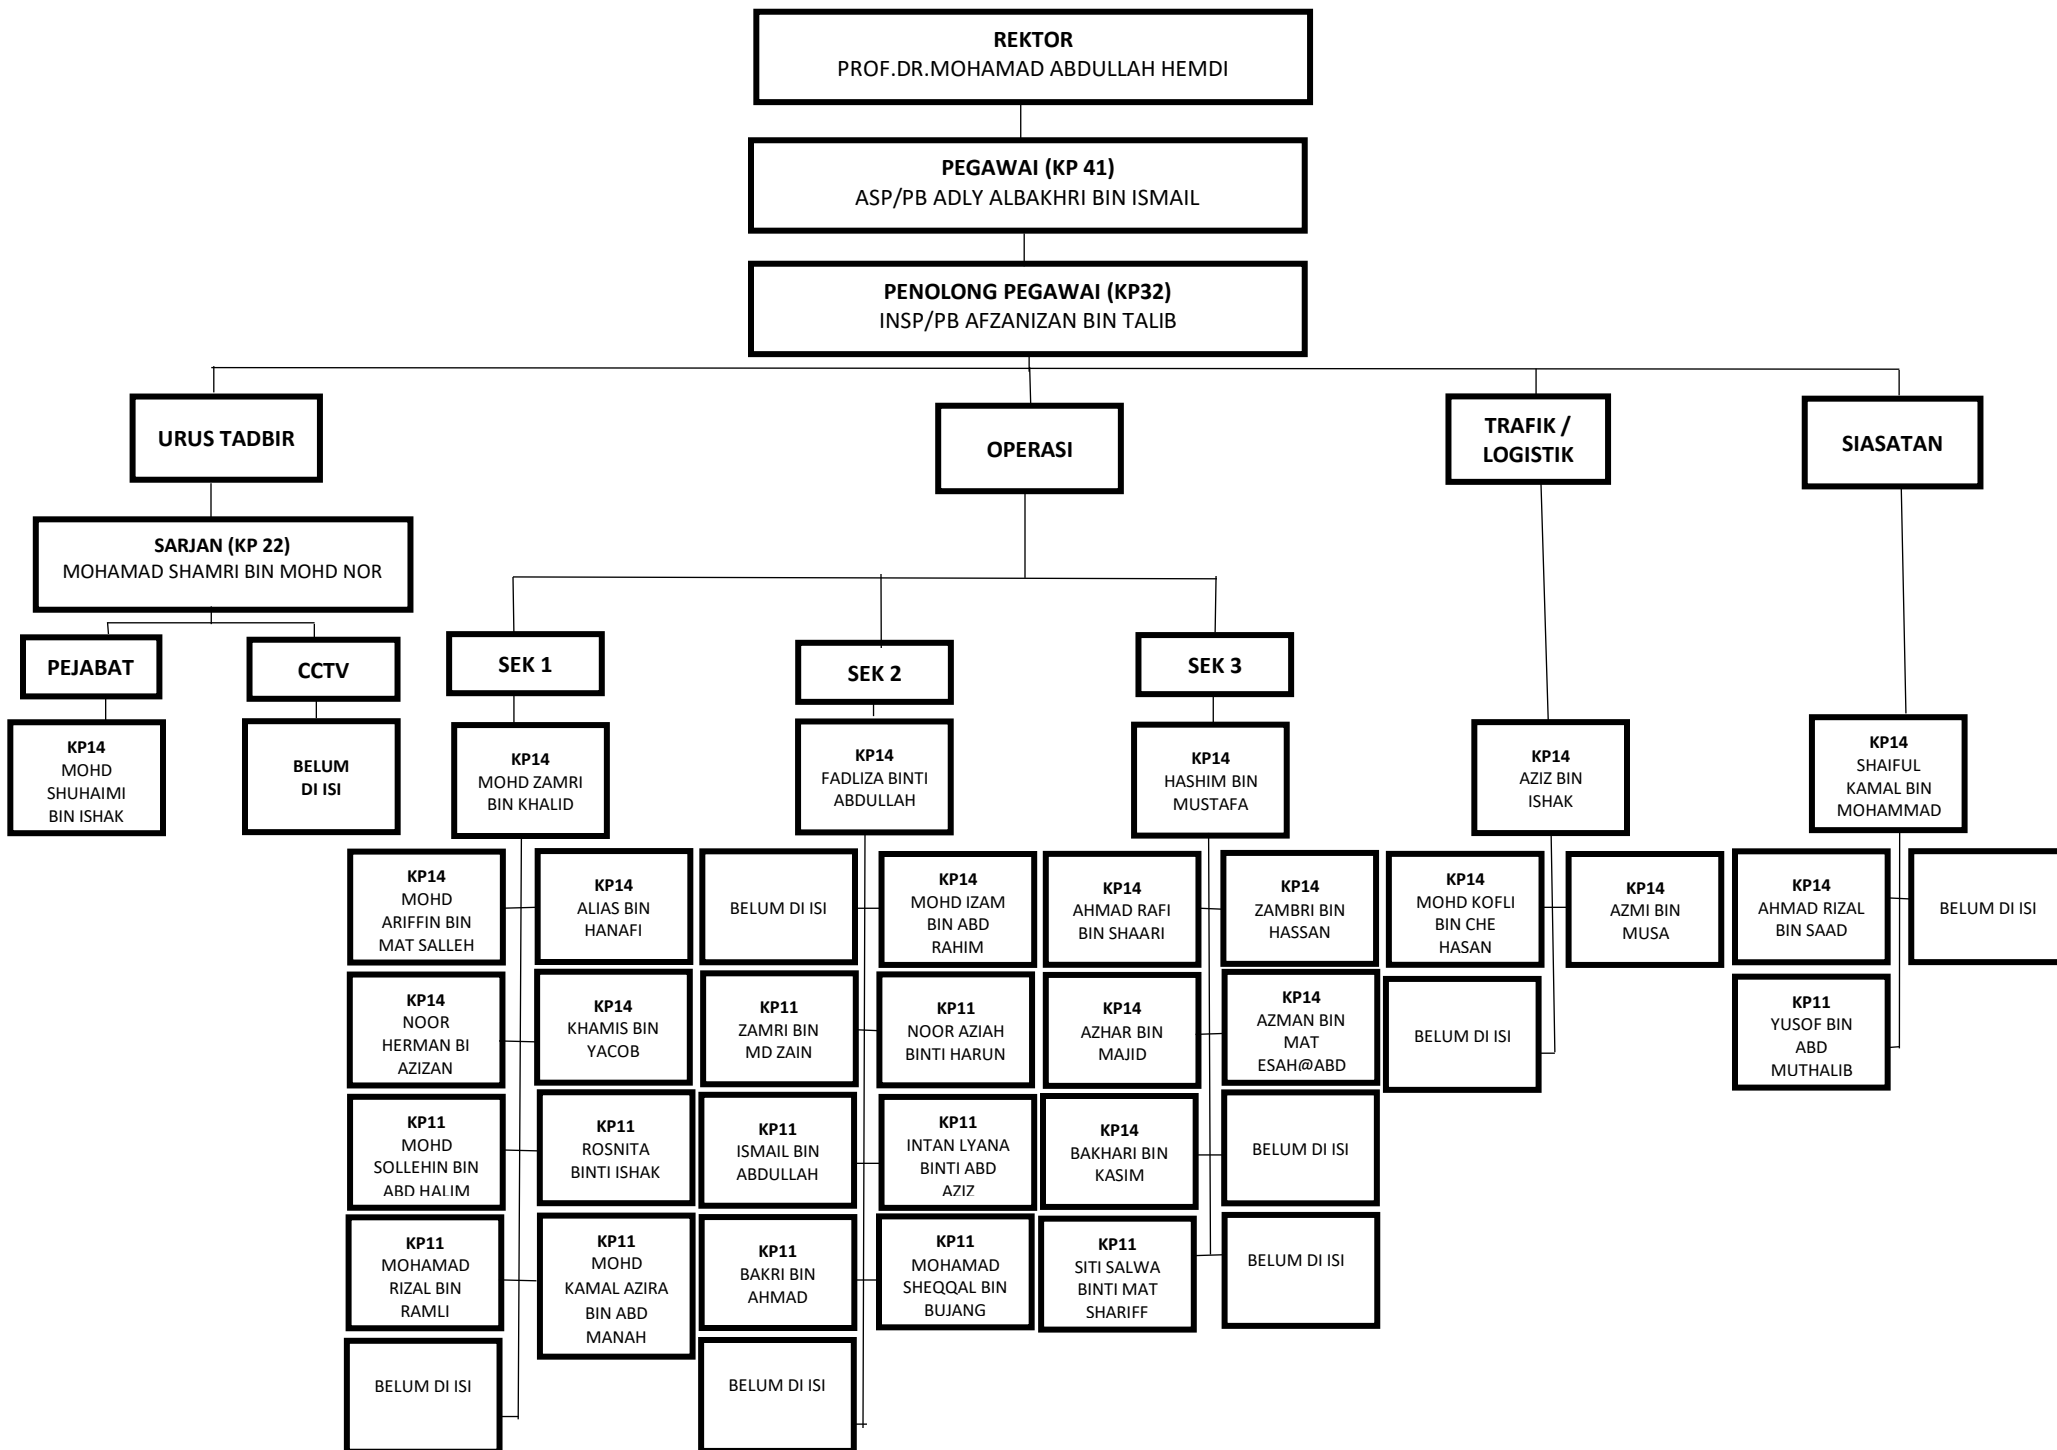 REKTOR
PROF.DR.MOHAMAD ABDULLAH HEMDI
PEGAWAI (KP 41)
ASP/PB ADLY ALBAKHRI BIN ISMAIL
PENOLONG PEGAWAI (KP32)
INSP/PB AFZANIZAN BIN TALIB
URUS TADBIR
OPERASI
TRAFIK /
LOGISTIK
SIASATAN
SARJAN (KP 22)
MOHAMAD SHAMRI BIN MOHD NOR
PEJABAT
CCTV
SEK 1
SEK 2
SEK 3
KP14
MOHD
SHUHAIMI
BIN ISHAK
BELUM
DI ISI
KP14
MOHD ZAMRI
BIN KHALID
KP14
FADLIZA BINTI
ABDULLAH
KP14
HASHIM BIN
MUSTAFA
KP14
AZIZ BIN
ISHAK
KP14
SHAIFUL
KAMAL BIN
MOHAMMAD
KP14
MOHD
ARIFFIN BIN
MAT SALLEH
KP14
ALIAS BIN
HANAFI
BELUM DI ISI
KP14
MOHD IZAM
BIN ABD
RAHIM
KP14
AHMAD RAFI
BIN SHAARI
KP14
ZAMBRI BIN
HASSAN
KP14
MOHD KOFLI
BIN CHE
HASAN
KP14
AZMI BIN
MUSA
KP14
AHMAD RIZAL
BIN SAAD
BELUM DI ISI
KP14
NOOR
HERMAN BI
AZIZAN
KP14
KHAMIS BIN
YACOB
KP11
ZAMRI BIN
MD ZAIN
KP11
NOOR AZIAH
BINTI HARUN
KP14
AZHAR BIN
MAJID
KP14
AZMAN BIN
MAT
ESAH@ABD
BELUM DI ISI
KP11
YUSOF BIN
ABD
MUTHALIB
KP11
MOHD
SOLLEHIN BIN
ABD HALIM
KP11
ROSNITA
BINTI ISHAK
KP11
ISMAIL BIN
ABDULLAH
KP11
INTAN LYANA
BINTI ABD
AZIZ
KP14
BAKHARI BIN
KASIM
BELUM DI ISI
KP11
MOHAMAD
RIZAL BIN
RAMLI
KP11
MOHD
KAMAL AZIRA
BIN ABD
MANAH
KP11
BAKRI BIN
AHMAD
KP11
MOHAMAD
SHEQQAL BIN
BUJANG
KP11
SITI SALWA
BINTI MAT
SHARIFF
BELUM DI ISI
BELUM DI ISI
BELUM DI ISI